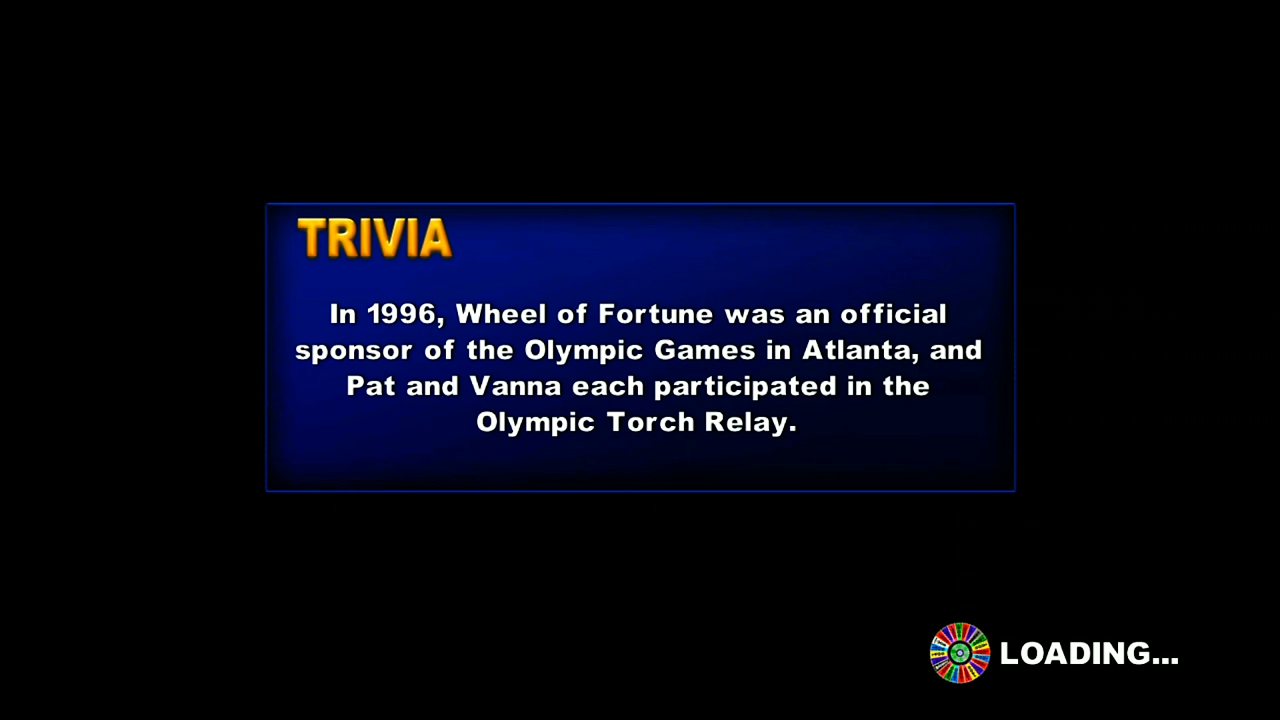 TRIVIA
In 1996, Wheel of Fortune was an official
sponsor of the Olympic Games in Atlanta, and
Pat and Vanna each participated in the
Olympic Torch Relay.
LOADING...